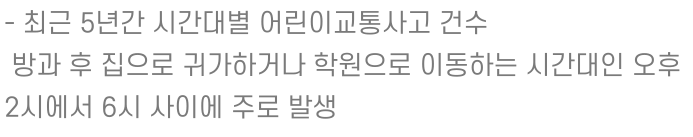 - 최근 5년간 시간대별 어린이교통사고 건수
방과 후 집으로 귀가하거나 학원으로 이동하는 시간대인 오후
2시에서 6시 사이에 주로 발생